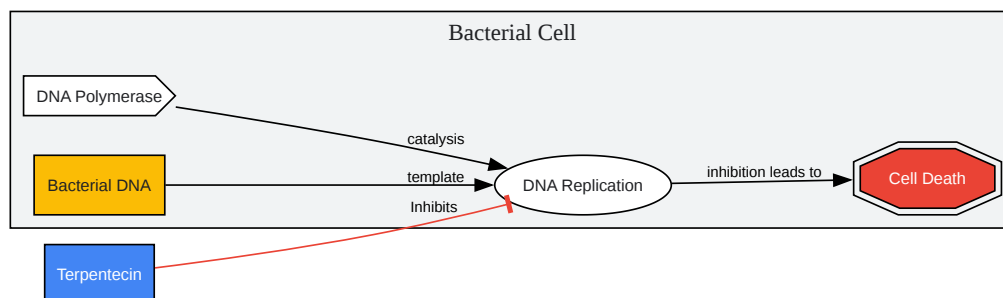 Bacterial Cell
DNA Polymerase
catalysis
Bacterial DNA
template
DNA Replication
inhibition leads to
Cell Death
Inhibits
Terpentecin